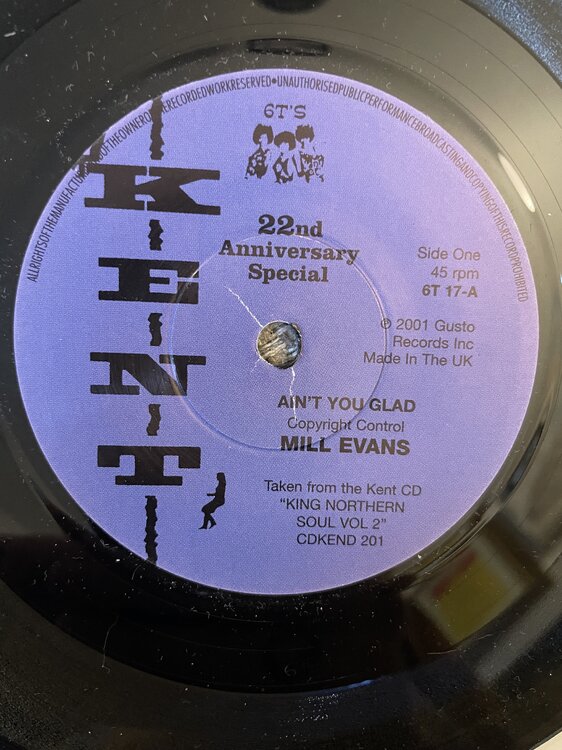 ALLRIGHTSOFTHEMANUFACTURERANDOFTHEOWNEROFTHERECORDEDWORKRESERVED•UNAUTHORISEDPUBLICPERFORMANCEBROADCASTINGANDCOPYINGOFTHISRECORDPROHIBITED
6T'S
KENT
22nd
Anniversary
Special
Side One
45 rpm
6T 17-A
℗ 2001 Gusto
Records Inc
Made In The UK
AIN'T YOU GLAD
Copyright Control
MILL EVANS
Taken from the Kent CD
"KING NORTHERN
SOUL VOL 2"
CDKEND 201